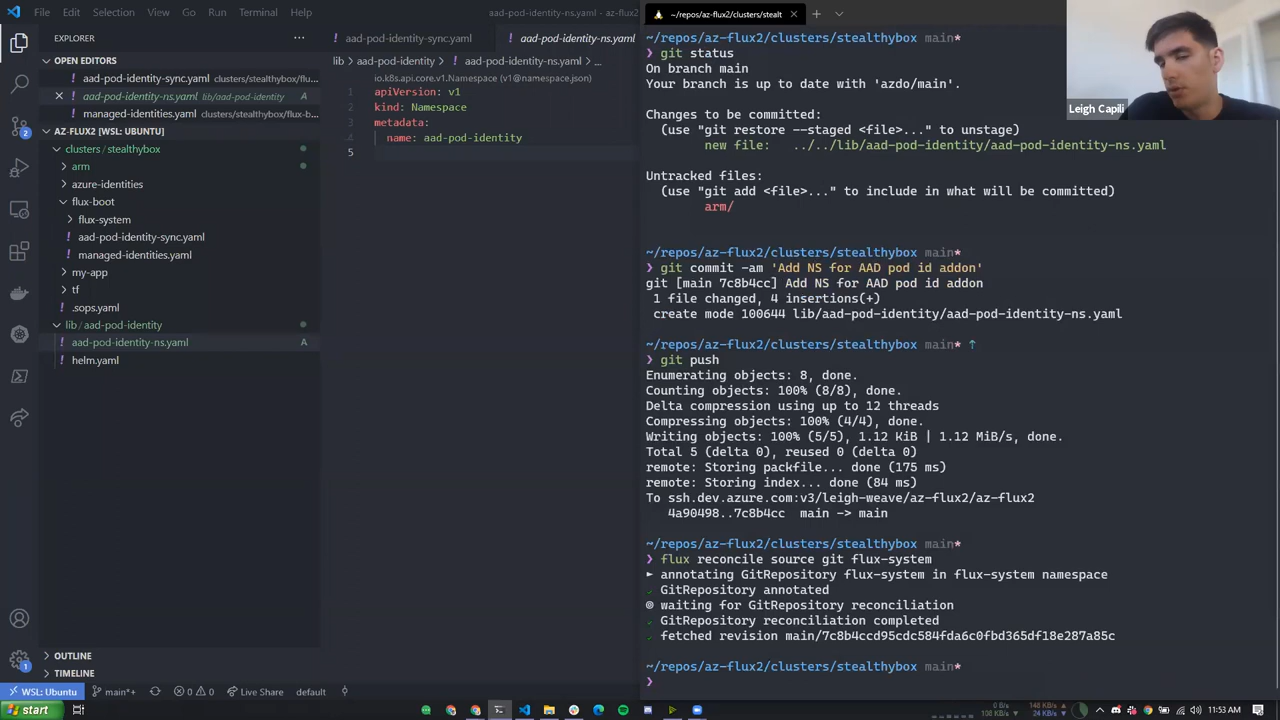 File Edit Selection View Go Run Terminal Help
aad-pod-identity-ns.yaml - az-flux2
~/repos/az-flux2/clusters/stealt
EXPLORER
aad-pod-identity-sync.yaml
aad-pod-identity-ns.yaml
OPEN EDITORS
aad-pod-identity-sync.yaml clusters/stealthybox/fl...
aad-pod-identity-ns.yaml lib/aad-pod-identity A
managed-identities.yaml clusters/stealthybox/flux-b...
AZ-FLUX2 [WSL: UBUNTU]
clusters / stealthybox
arm
azure-identities
flux-boot
flux-system
aad-pod-identity-sync.yaml
managed-identities.yaml
my-app
tf
.sops.yaml
lib / aad-pod-identity
aad-pod-identity-ns.yaml A
helm.yaml
OUTLINE
TIMELINE
2
1
lib > aad-pod-identity > aad-pod-identity-ns.yaml > ...
io.k8s.api.core.v1.Namespace (v1@namespace.json)
1 apiVersion: v1
2 kind: Namespace
3 metadata:
4 name: aad-pod-identity
5
~/repos/az-flux2/clusters/stealthybox main*
❯ git status
On branch main
Your branch is up to date with 'azdo/main'.
Changes to be committed:
(use "git restore --staged <file>..." to unstage)
new file: ../../lib/aad-pod-identity/aad-pod-identity-ns.yaml
Untracked files:
(use "git add <file>..." to include in what will be committed)
arm/
~/repos/az-flux2/clusters/stealthybox main*
❯ git commit -am 'Add NS for AAD pod id addon'
git [main 7c8b4cc] Add NS for AAD pod id addon
1 file changed, 4 insertions(+)
create mode 100644 lib/aad-pod-identity/aad-pod-identity-ns.yaml
~/repos/az-flux2/clusters/stealthybox main* ↑
❯ git push
Enumerating objects: 8, done.
Counting objects: 100% (8/8), done.
Delta compression using up to 12 threads
Compressing objects: 100% (4/4), done.
Writing objects: 100% (5/5), 1.12 KiB | 1.12 MiB/s, done.
Total 5 (delta 0), reused 0 (delta 0)
remote: Storing packfile... done (175 ms)
remote: Storing index... done (84 ms)
To ssh.dev.azure.com:v3/leigh-weave/az-flux2/az-flux2
4a90498..7c8b4cc main -> main
~/repos/az-flux2/clusters/stealthybox main*
❯ flux reconcile source git flux-system
► annotating GitRepository flux-system in flux-system namespace
✓ GitRepository annotated
◎ waiting for GitRepository reconciliation
✓ GitRepository reconciliation completed
✓ fetched revision main/7c8b4ccd95cdc584fda6c0fbd365df18e287a85c
~/repos/az-flux2/clusters/stealthybox main*
❯
Leigh Capili
WSL: Ubuntu main*+ 0 0 Live Share default
start
0 B/s
108 KB/s
148 KB/s
24 KB/s
11:53 AM